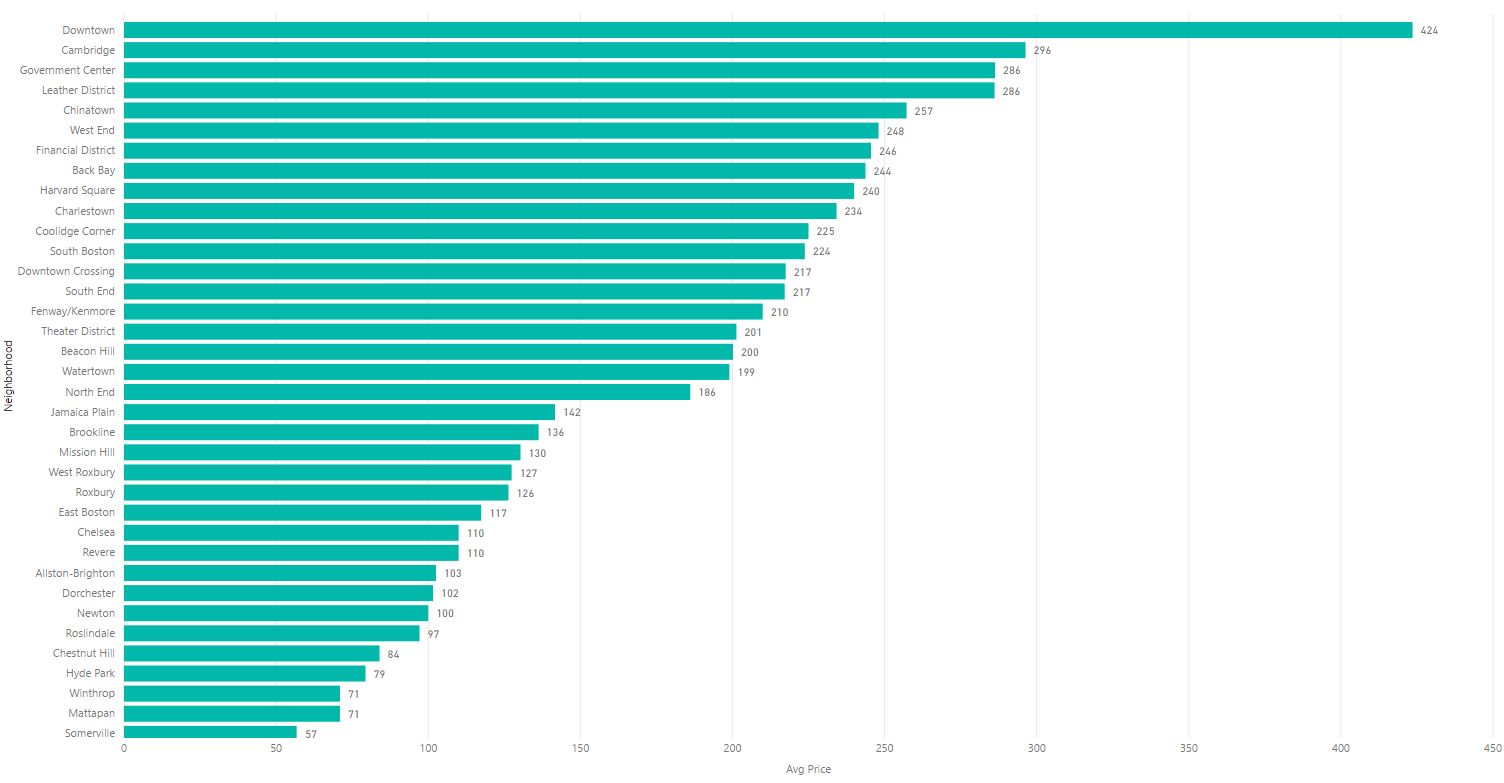 Downtown 424
Cambridge 296
Government Center 286
Leather District 286
Chinatown 257
West End 248
Financial District 246
Back Bay 244
Harvard Square 240
Charlestown 234
Coolidge Corner 225
South Boston 224
Downtown Crossing 217
South End 217
Fenway/Kenmore 210
Theater District 201
Beacon Hill 200
Watertown 199
North End 186
Jamaica Plain 142
Brookline 136
Mission Hill 130
West Roxbury 127
Roxbury 126
East Boston 117
Chelsea 110
Revere 110
Allston-Brighton 103
Dorchester 102
Newton 100
Roslindale 97
Chestnut Hill 84
Hyde Park 79
Winthrop 71
Mattapan 71
Somerville 57
0 50 100 150 200 250 300 350 400 450
Avg Price
Neighborhood